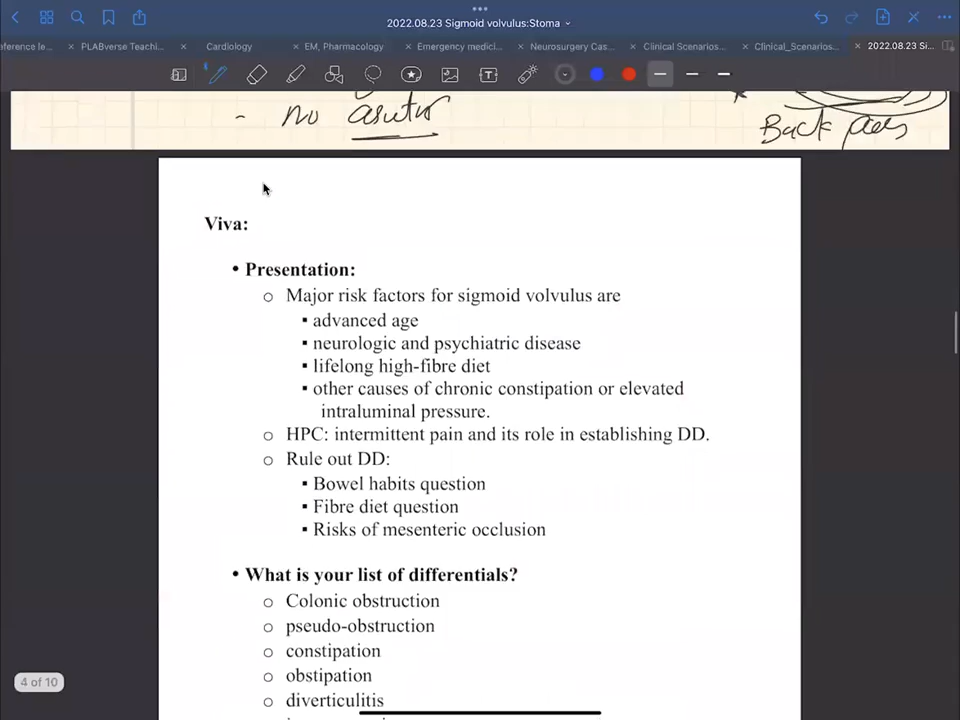 2022.08.23 Sigmoid volvulus:Stoma
eference le...
PLABverse Teachi...
Cardiology
EM, Pharmacology
Emergency medici...
Neurosurgery Cas...
Clinical Scenarios...
Clinical_Scenarios...
2022.08.23 Si...
- no
Back
Viva:
• Presentation:
o Major risk factors for sigmoid volvulus are
▪ advanced age
▪ neurologic and psychiatric disease
▪ lifelong high-fibre diet
▪ other causes of chronic constipation or elevated
intraluminal pressure.
o HPC: intermittent pain and its role in establishing DD.
o Rule out DD:
▪ Bowel habits question
▪ Fibre diet question
▪ Risks of mesenteric occlusion
• What is your list of differentials?
o Colonic obstruction
o pseudo-obstruction
o constipation
o obstipation
o diverticulitis
4 of 10